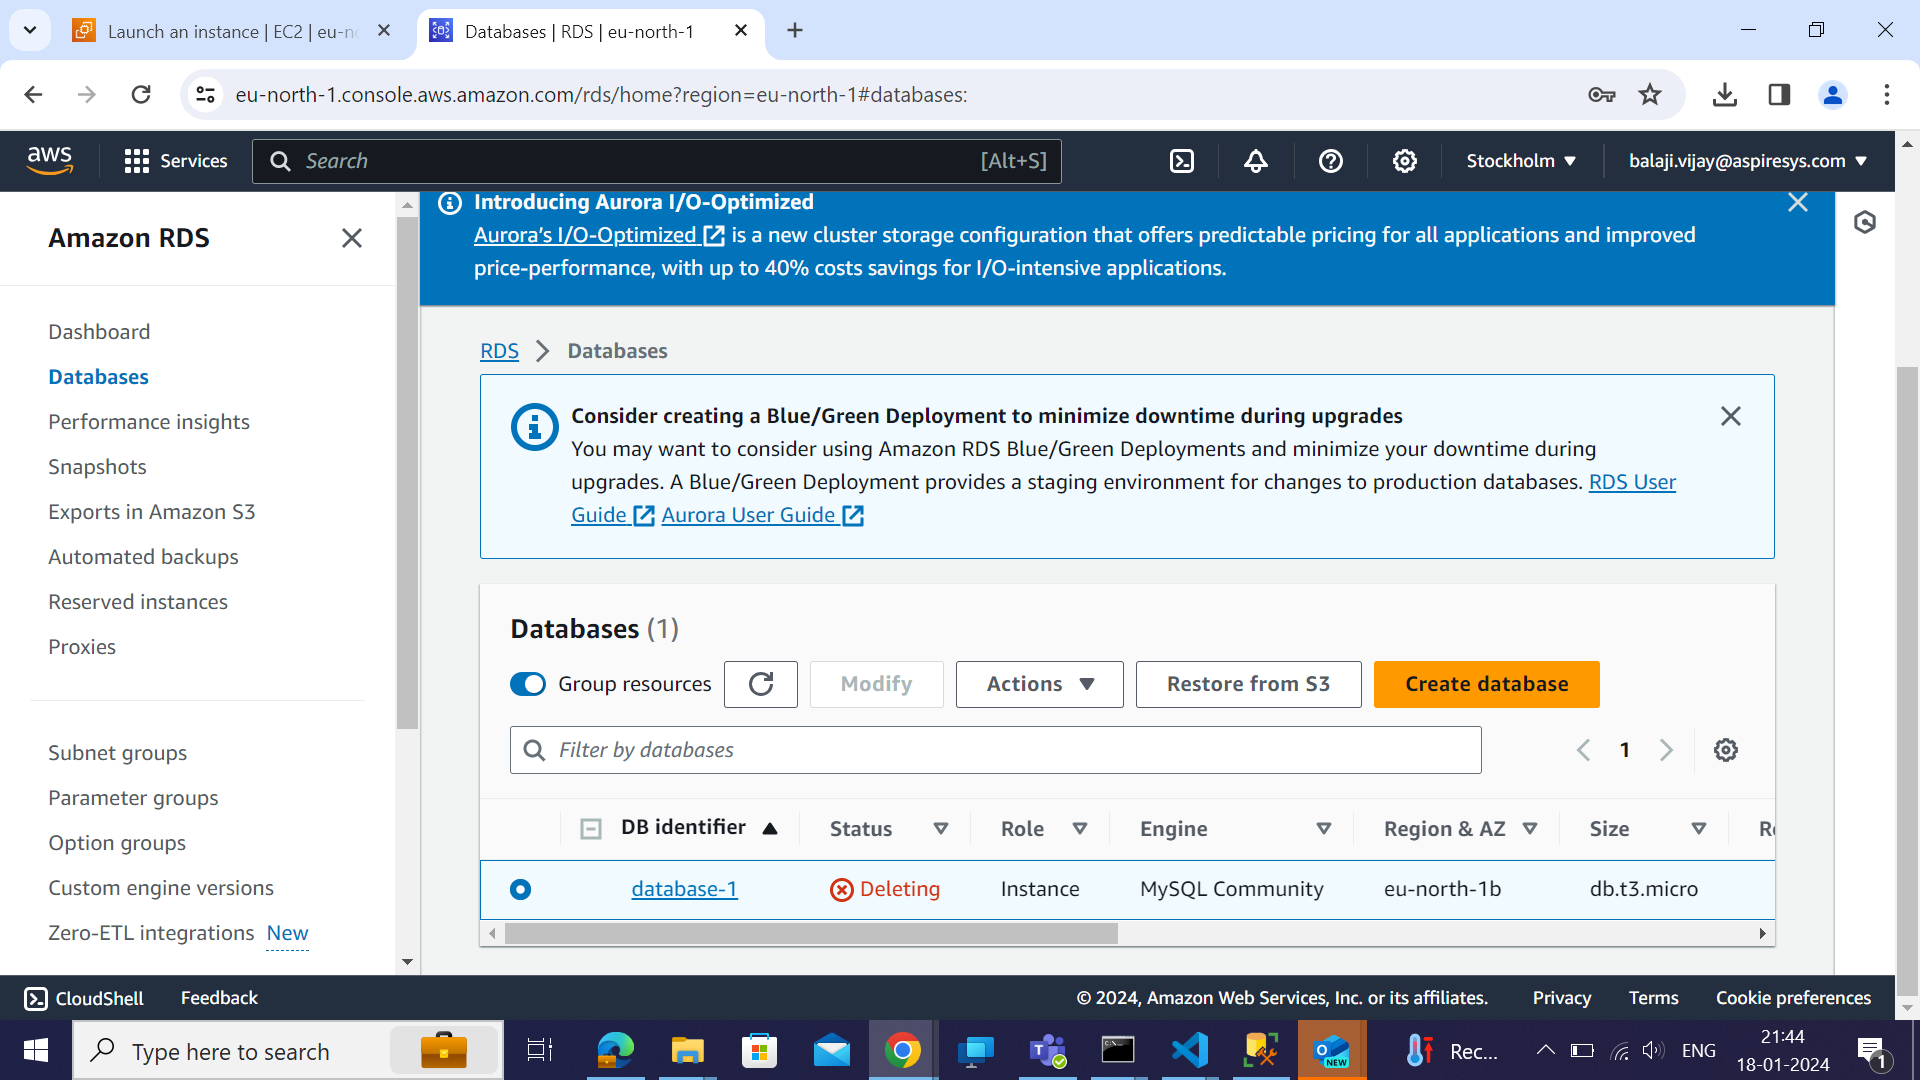 Launch an instance | EC2 | eu-no
Databases | RDS | eu-north-1
eu-north-1.console.aws.amazon.com/rds/home?region=eu-north-1#databases:
aws
Services
Search
[Alt+S]
Stockholm
balaji.vijay@aspiresys.com
Amazon RDS
Dashboard
Databases
Performance insights
Snapshots
Exports in Amazon S3
Automated backups
Reserved instances
Proxies
Subnet groups
Parameter groups
Option groups
Custom engine versions
Zero-ETL integrations New
Introducing Aurora I/O-Optimized
Aurora's I/O-Optimized is a new cluster storage configuration that offers predictable pricing for all applications and improved
price-performance, with up to 40% costs savings for I/O-intensive applications.
RDS Databases
Consider creating a Blue/Green Deployment to minimize downtime during upgrades
You may want to consider using Amazon RDS Blue/Green Deployments and minimize your downtime during
upgrades. A Blue/Green Deployment provides a staging environment for changes to production databases. RDS User
Guide Aurora User Guide
Databases (1)
Group resources
Modify
Actions
Restore from S3
Create database
Filter by databases
1
DB identifier Status Role Engine Region & AZ Size
database-1 Deleting Instance MySQL Community eu-north-1b db.t3.micro
CloudShell
Feedback
© 2024, Amazon Web Services, Inc. or its affiliates.
Privacy
Terms
Cookie preferences
Type here to search
NEW
Rec...
ENG
21:44
18-01-2024
1